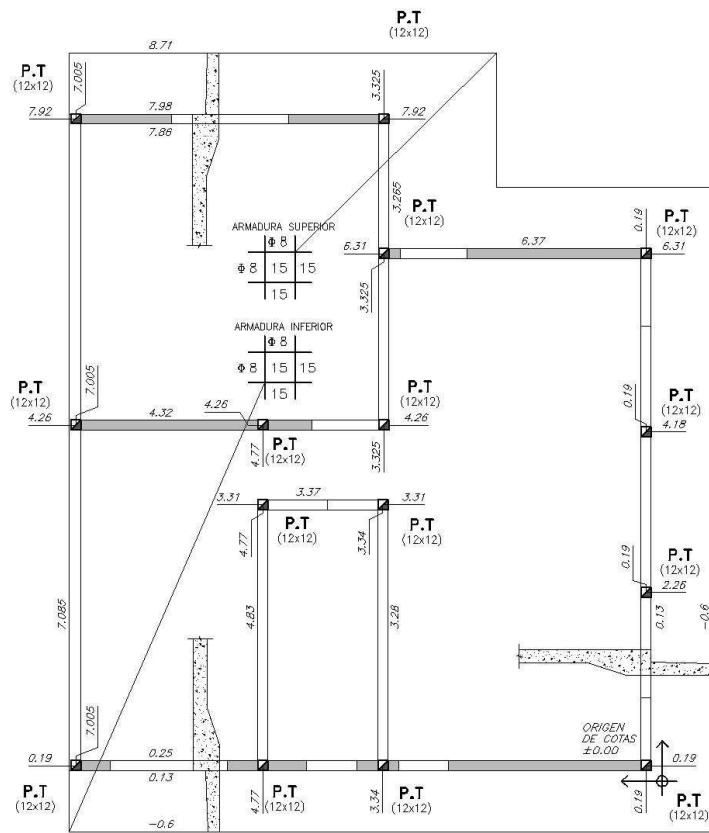 P.T
(12x12)
8.71
P.T
(12x12)
7.005
3.325
7.92
7.98
7.92
7.86
3.265
P.T
(12x12)
0.19
P.T
(12x12)
ARMADURA SUPERIOR
Φ 8
Φ 8 15 15
15
6.31
6.37
6.31
3.325
ARMADURA INFERIOR
Φ 8
Φ 8 15 15
15
P.T
(12x12)
7.005
4.26
4.32
4.26
P.T
(12x12)
4.26
0.19
P.T
(12x12)
4.18
4.77
P.T
(12x12)
3.325
3.31
3.37
3.31
4.77
P.T
(12x12)
3.34
P.T
(12x12)
0.19
P.T
(12x12)
2.26
7.085
4.83
3.28
0.13
-0.6
7.005
ORIGEN
DE COTAS
±0.00
0.19
0.25
0.13
0.19
P.T
(12x12)
4.77
P.T
(12x12)
3.34
P.T
(12x12)
0.19
P.T
(12x12)
-0.6